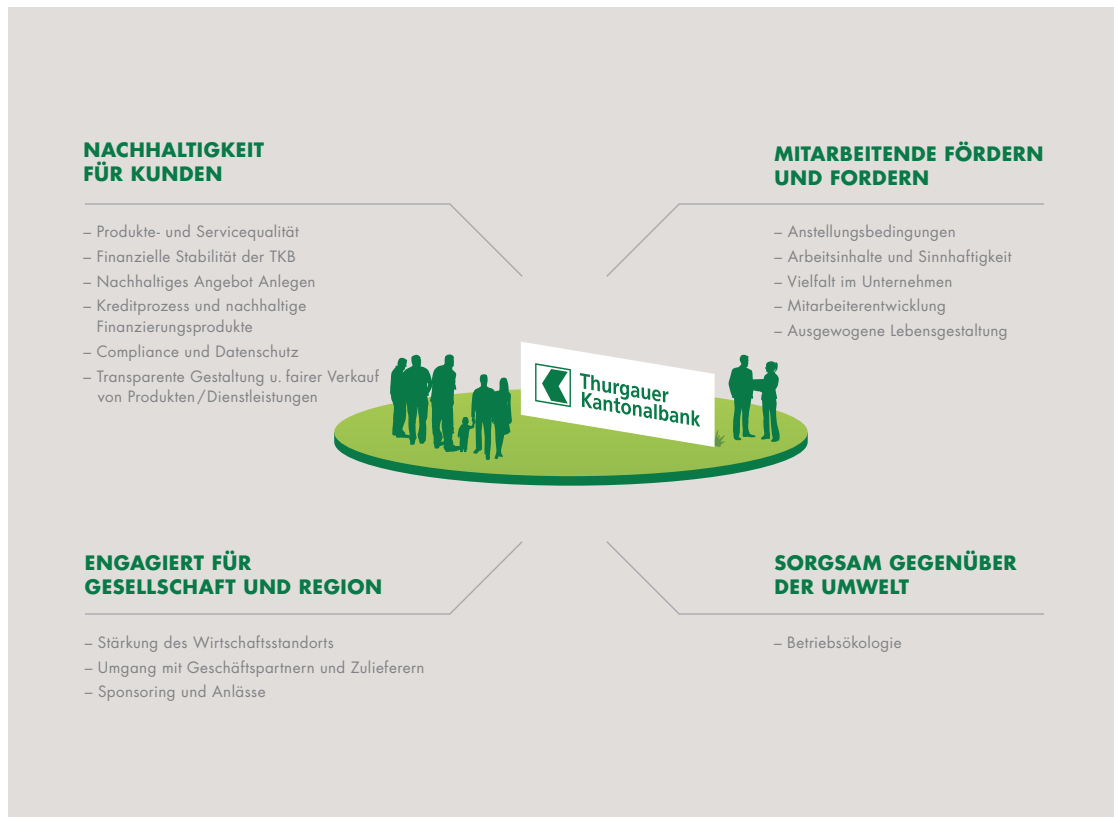 NACHHALTIGKEIT
FÜR KUNDEN
– Produkte- und Servicequalität
– Finanzielle Stabilität der TKB
– Nachhaltiges Angebot Anlegen
– Kreditprozess und nachhaltige
Finanzierungsprodukte
– Compliance und Datenschutz
– Transparente Gestaltung u. fairer Verkauf
von Produkten/Dienstleistungen
MITARBEITENDE FÖRDERN
UND FORDERN
– Anstellungsbedingungen
– Arbeitsinhalte und Sinnhaftigkeit
– Vielfalt im Unternehmen
– Mitarbeiterentwicklung
– Ausgewogene Lebensgestaltung
Thurgauer
Kantonalbank
ENGAGIERT FÜR
GESELLSCHAFT UND REGION
– Stärkung des Wirtschaftsstandorts
– Umgang mit Geschäftspartnern und Zulieferern
– Sponsoring und Anlässe
SORGSAM GEGENÜBER
DER UMWELT
– Betriebsökologie